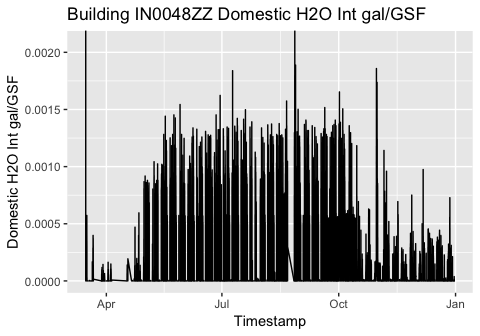 Building IN0048ZZ Domestic H2O Int gal/GSF
Domestic H2O Int gal/GSF
0.0020
0.0015
0.0010
0.0005
0.0000
Apr
Jul
Oct
Jan
Timestamp